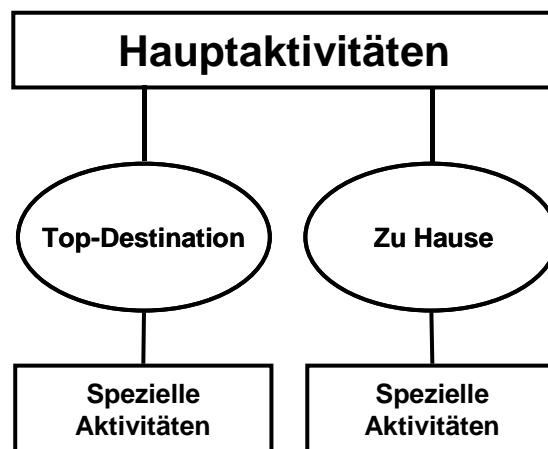 Hauptaktivitäten
Top-Destination
Zu Hause
Spezielle
Aktivitäten
Spezielle
Aktivitäten